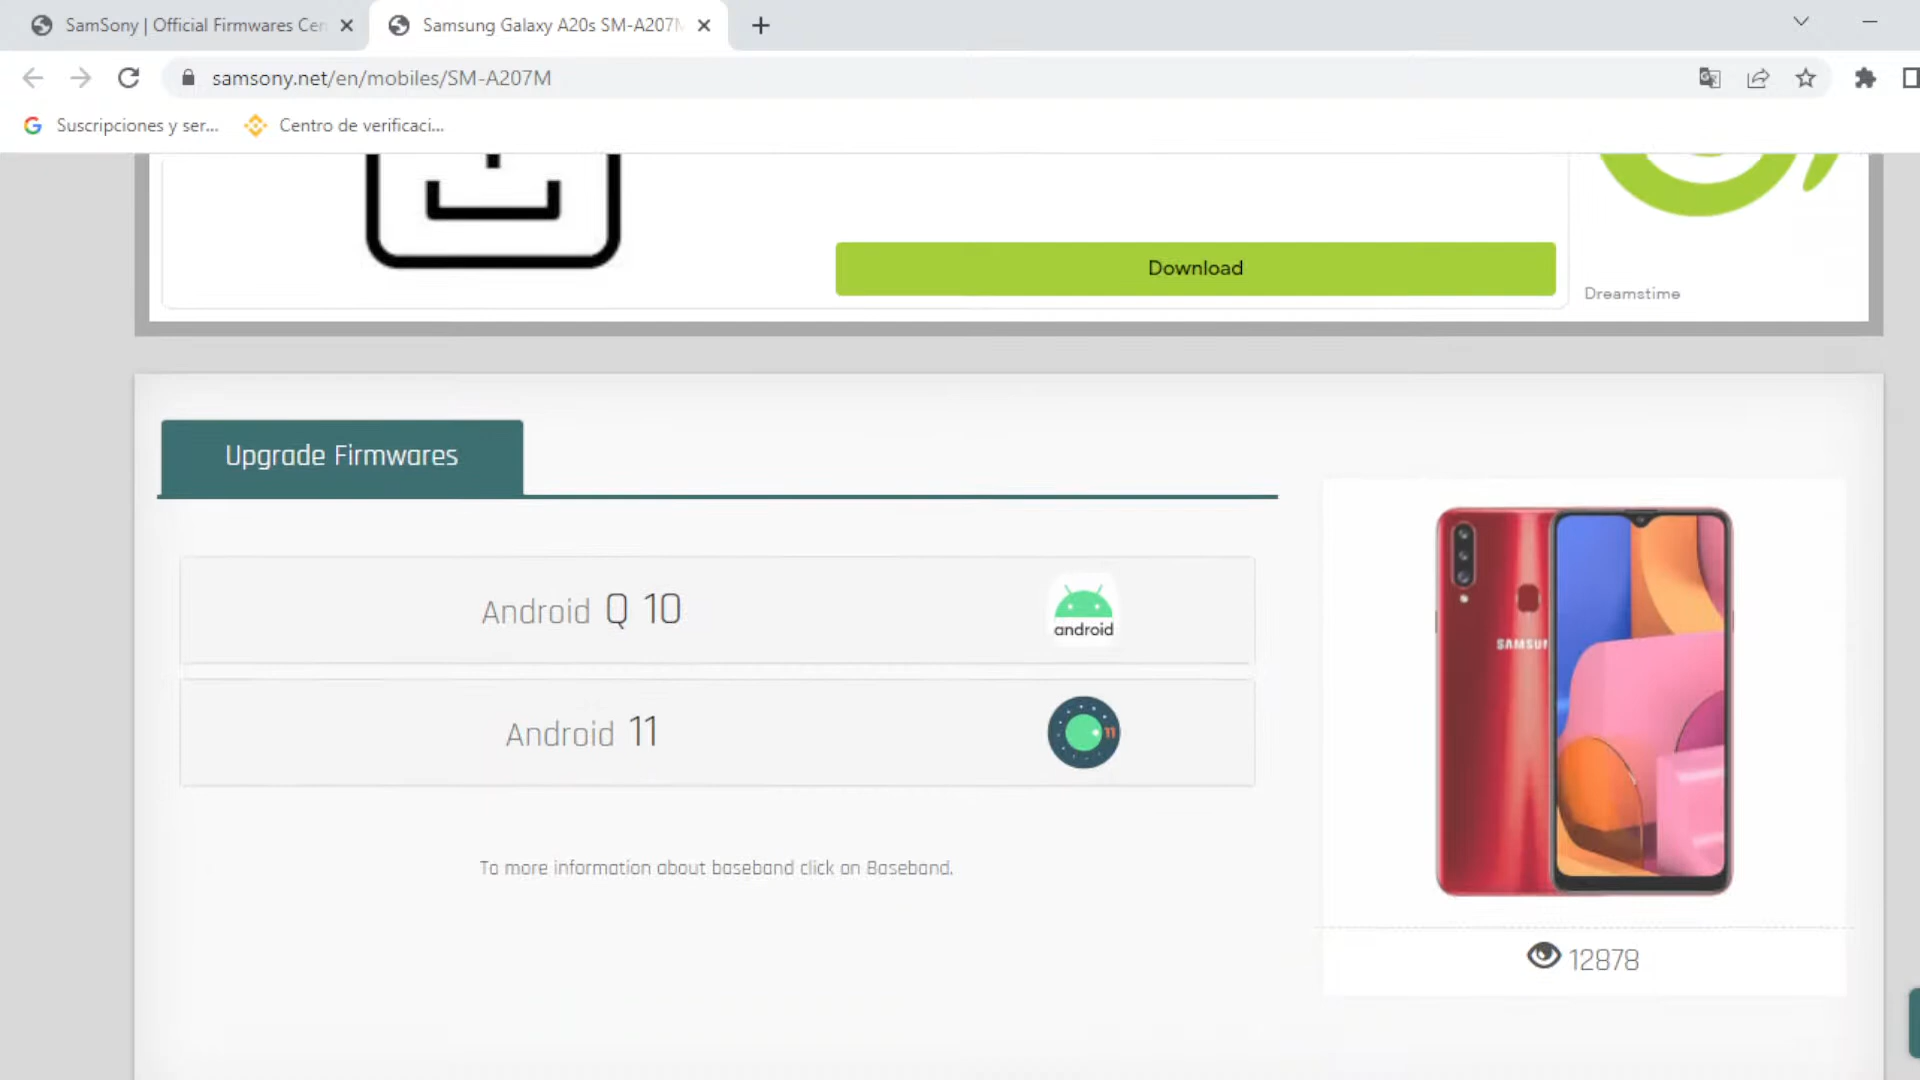 SamSony | Official Firmwares Cen
Samsung Galaxy A20s SM-A207M
samsony.net/en/mobiles/SM-A207M
Suscripciones y ser...
Centro de verificaci...
Download
Dreamstime
Upgrade Firmwares
Android Q 10
android
Android 11
11
SAMSUN
To more information about baseband click on Baseband.
12878